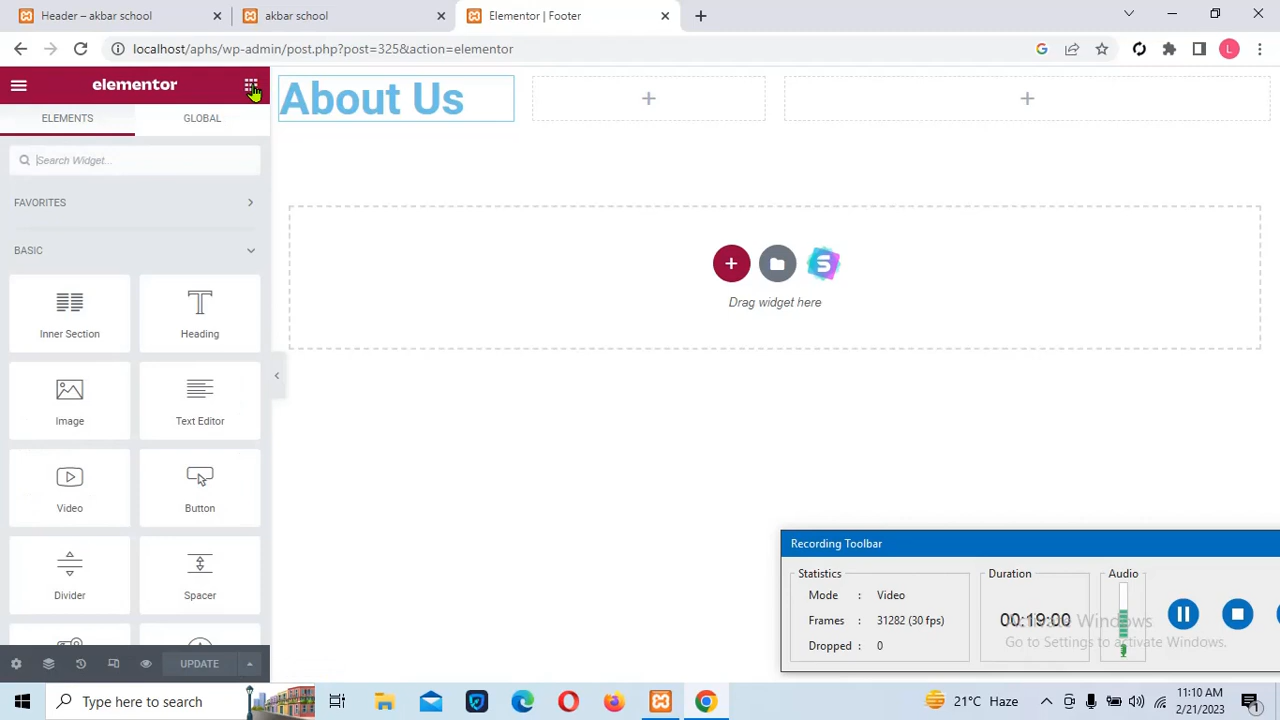 Header – akbar school
akbar school
Elementor | Footer
localhost/aphs/wp-admin/post.php?post=325&action=elementor
L
elementor
ELEMENTS
GLOBAL
Search Widget...
FAVORITES
BASIC
Inner Section
Heading
Image
Text Editor
Video
Button
Divider
Spacer
UPDATE
About Us
Drag widget here
Recording Toolbar
Statistics
Duration
Audio
Mode : Video
Frames : 31282 (30 fps)
Dropped : 0
00:19:00
Activate Windows
Go to Settings to activate Windows.
Type here to search
21°C Haze
11:10 AM
2/21/2023
1